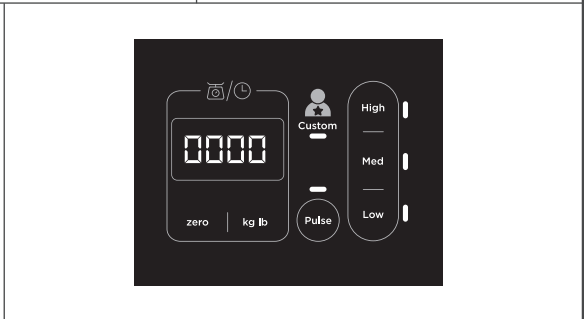 High
Custom
0000
Med
zero
kg lb
Pulse
Low